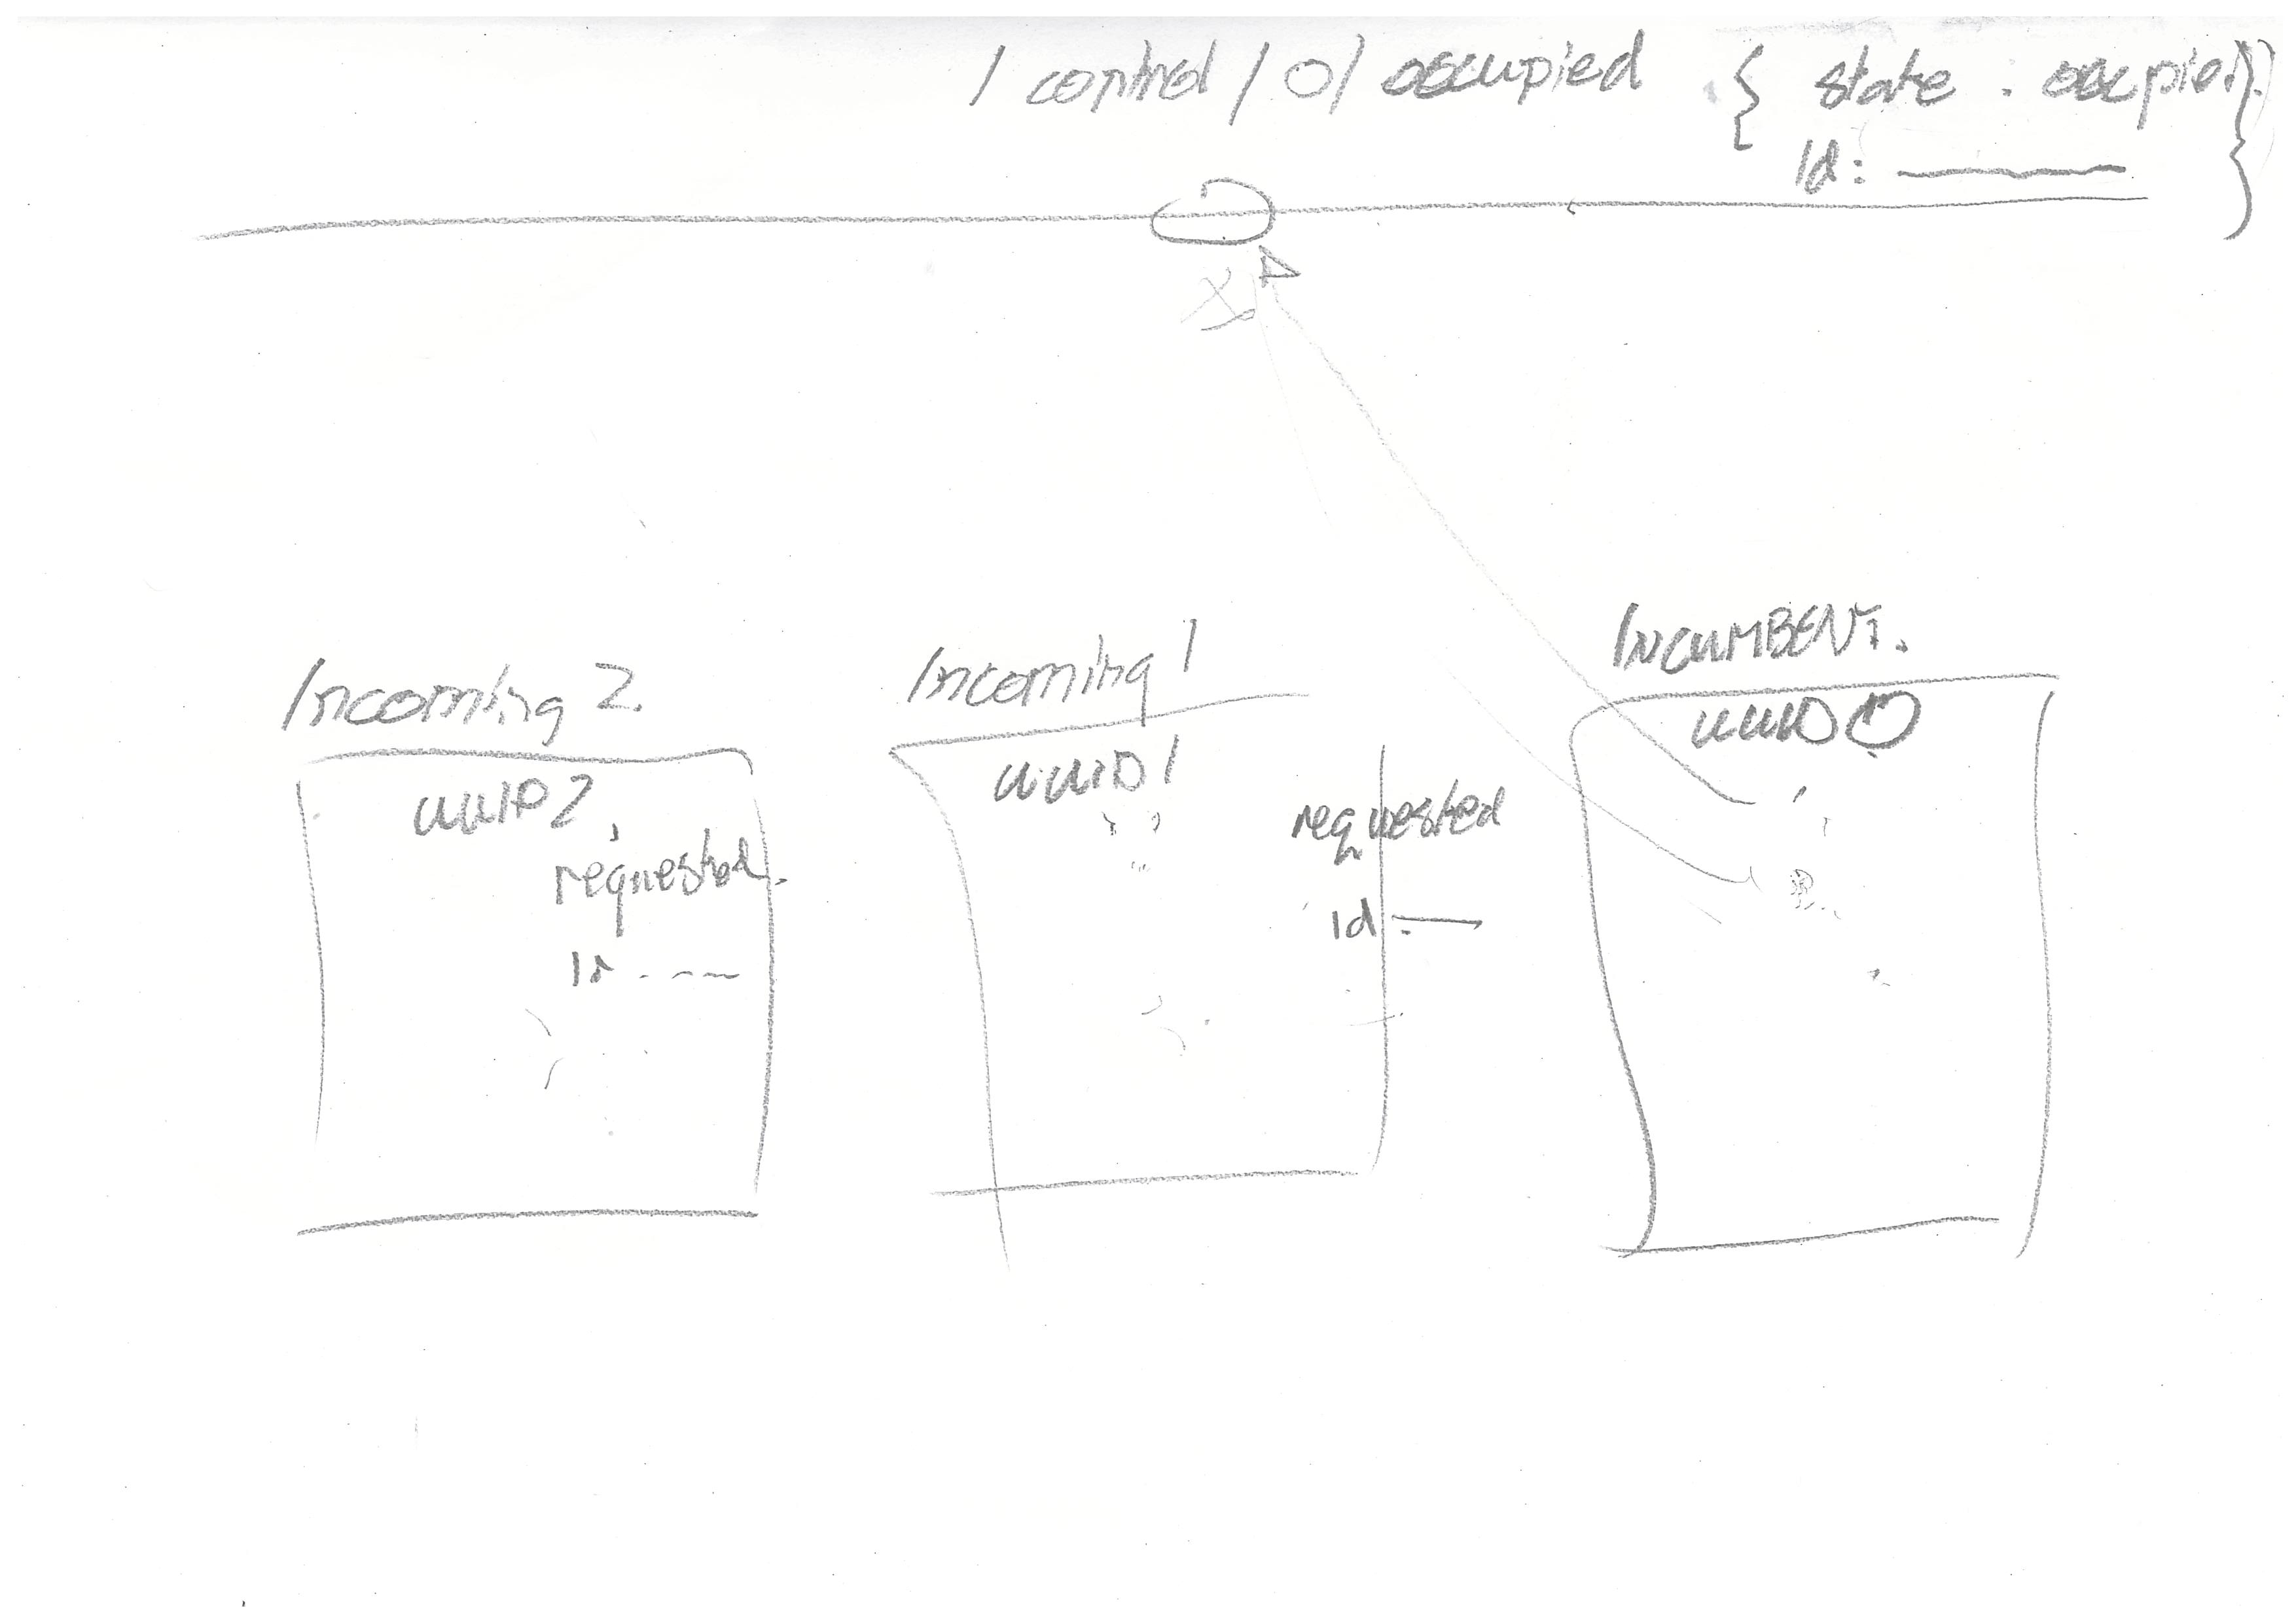 / control / 0 / occupied { state : occupied }
Id: ____ }
INCUMBENT.
Incoming 1
Incoming 2.
UUID 0
UUID 1
UUID 2
requested
requested.
Id : —
Id - - - -